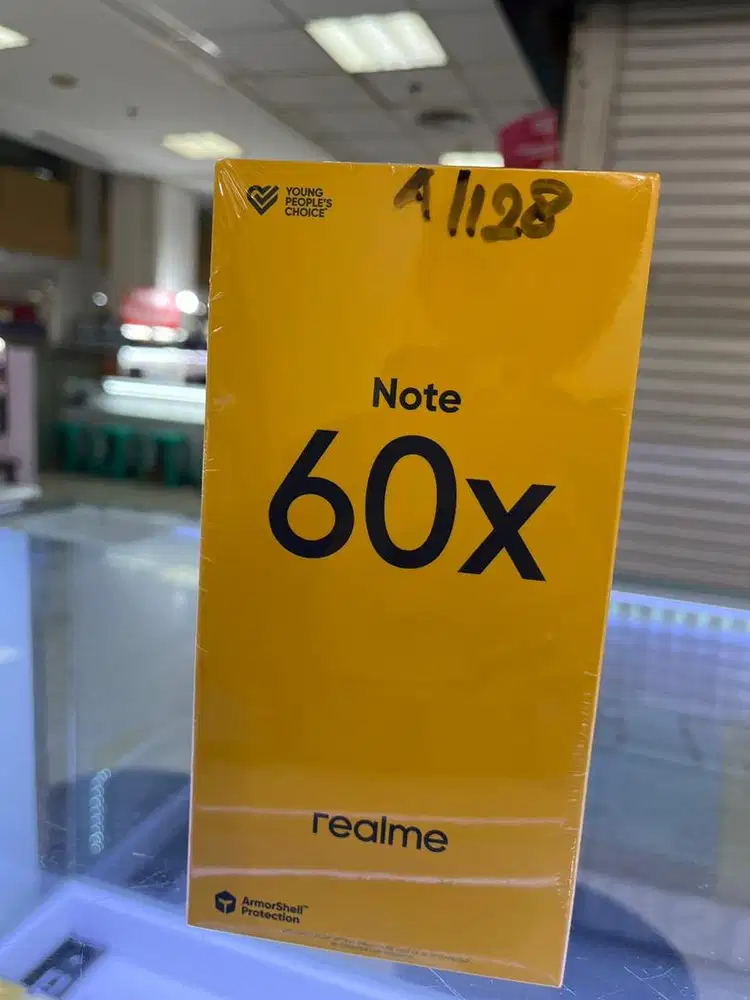 YOUNG
PEOPLE'S
CHOICE
4/128
Note
60x
realme
ArmorShell™
Protection